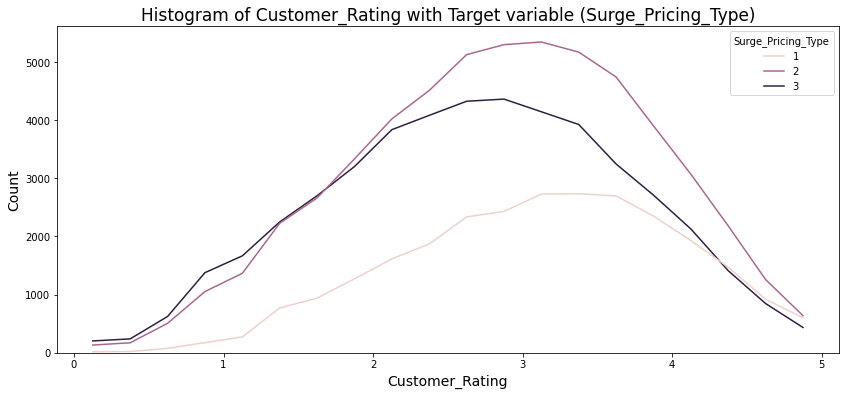 Histogram of Customer_Rating with Target variable (Surge_Pricing_Type)
Surge_Pricing_Type
1
2
3
5000
4000
3000
2000
1000
0
Count
0 1 2 3 4 5
Customer_Rating